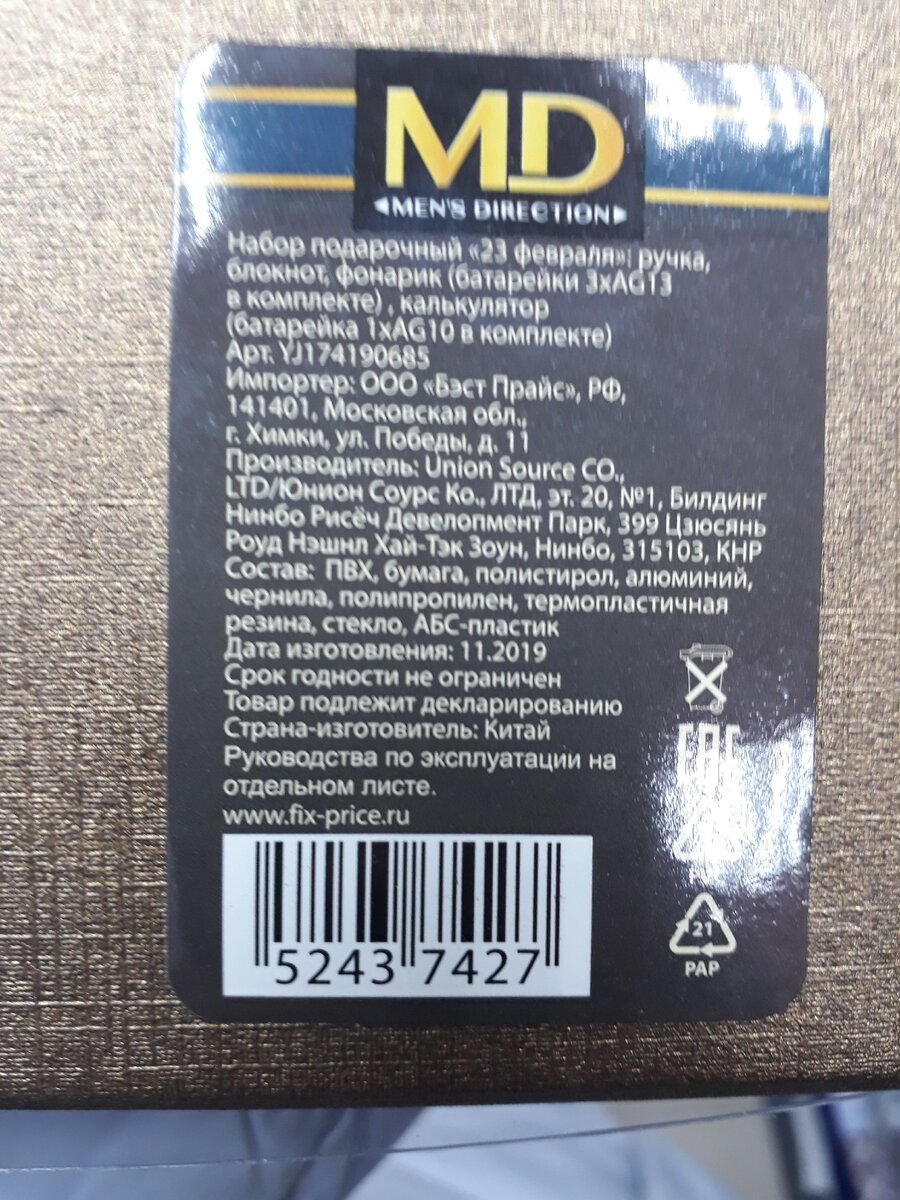 MD
MEN'S DIRECTION
Набор подарочный «23 февраля»: ручка,
блокнот, фонарик (батарейки 3xAG13
в комплекте) , калькулятор
(батарейка 1xAG10 в комплекте)
Арт. YJ174190685
Импортер: ООО «Бэст Прайс», РФ,
141401, Московская обл.,
г. Химки, ул. Победы, д. 11
Производитель: Union Source CO.,
LTD/Юнион Соурс Ко., ЛТД, эт. 20, №1, Билдинг
Нинбо Рисёч Девелопмент Парк, 399 Цзюсянь
Роуд Нэшнл Хай-Тэк Зоун, Нинбо, 315103, КНР
Состав: ПВХ, бумага, полистирол, алюминий,
чернила, полипропилен, термопластичная
резина, стекло, АБС-пластик
Дата изготовления: 11.2019
Срок годности не ограничен
Товар подлежит декларированию
Страна-изготовитель: Китай
Руководства по эксплуатации на
отдельном листе.
www.fix-price.ru
EAC
5243 7427
21
PAP